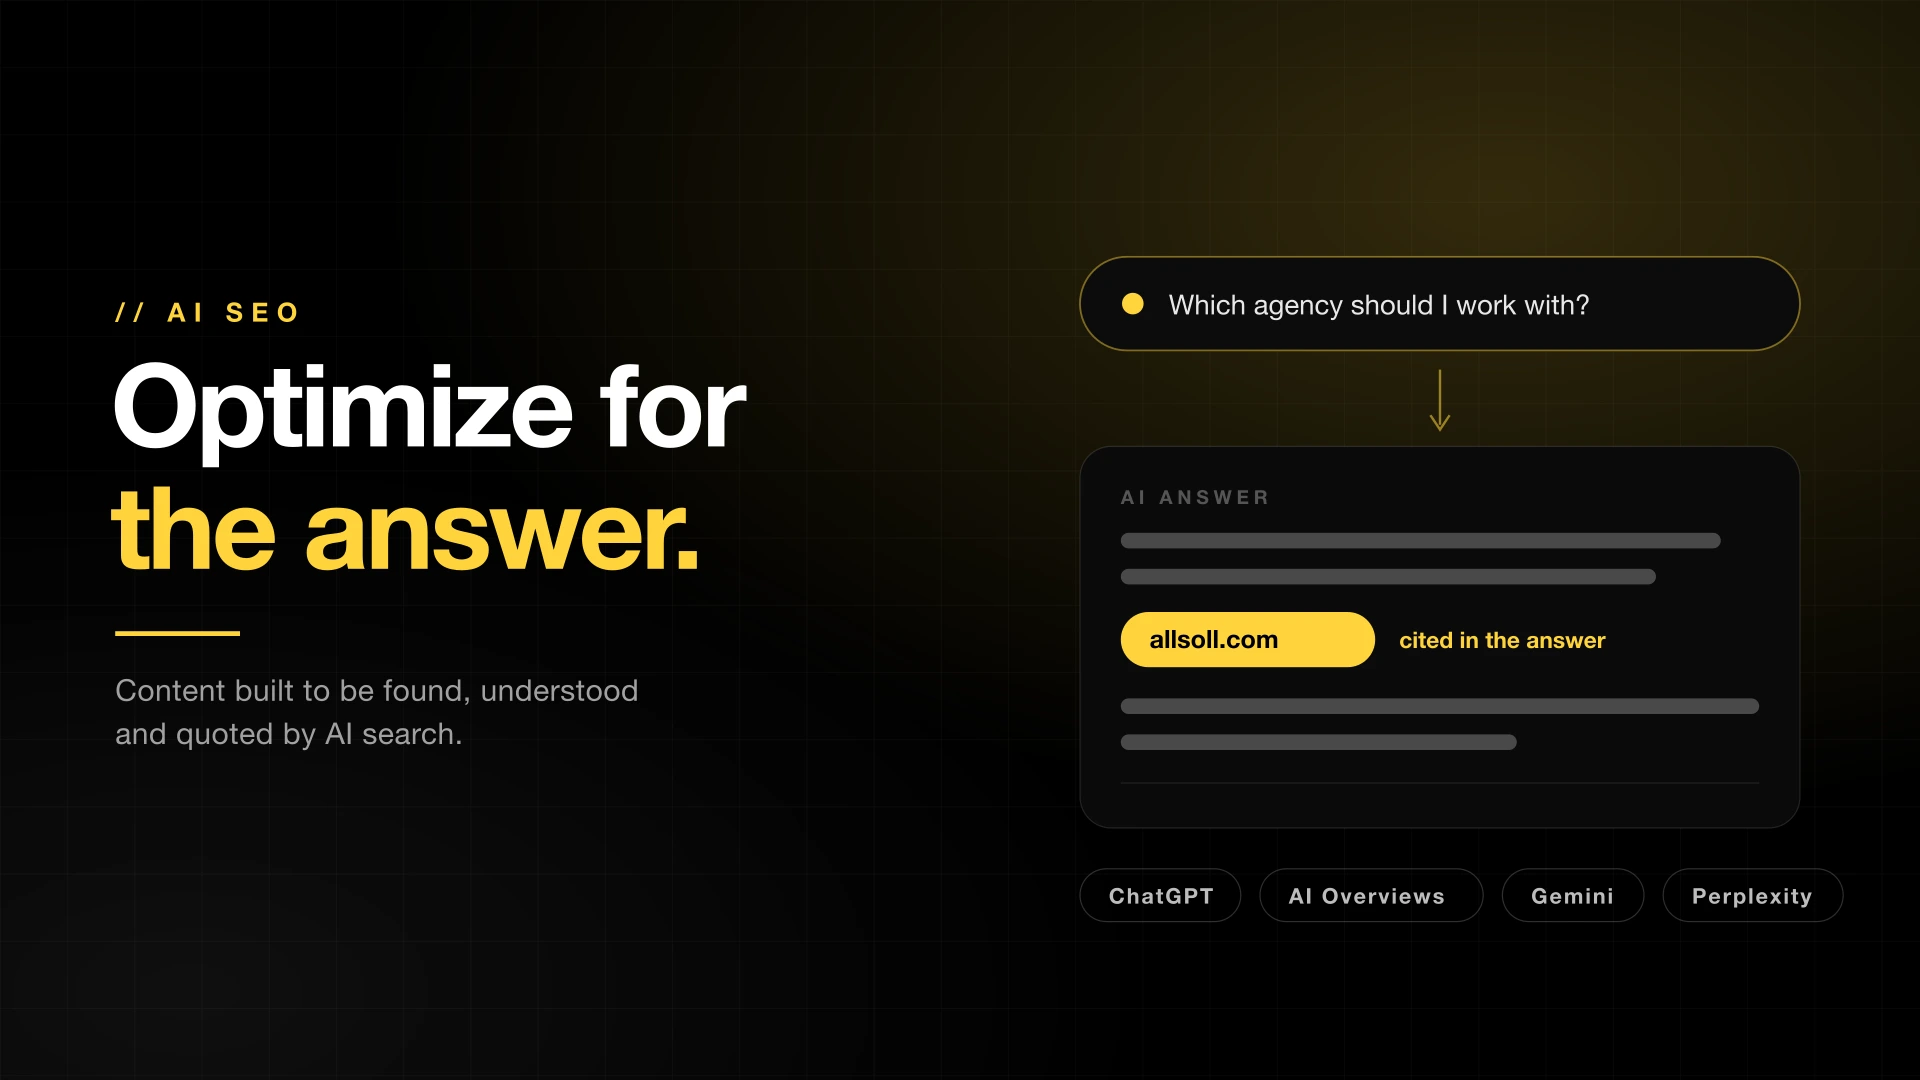 // AI SEO
Optimize for
the answer.
Content built to be found, understood
and quoted by AI search.
Which agency should I work with?
AI ANSWER
allsoll.com
cited in the answer
ChatGPT
AI Overviews
Gemini
Perplexity